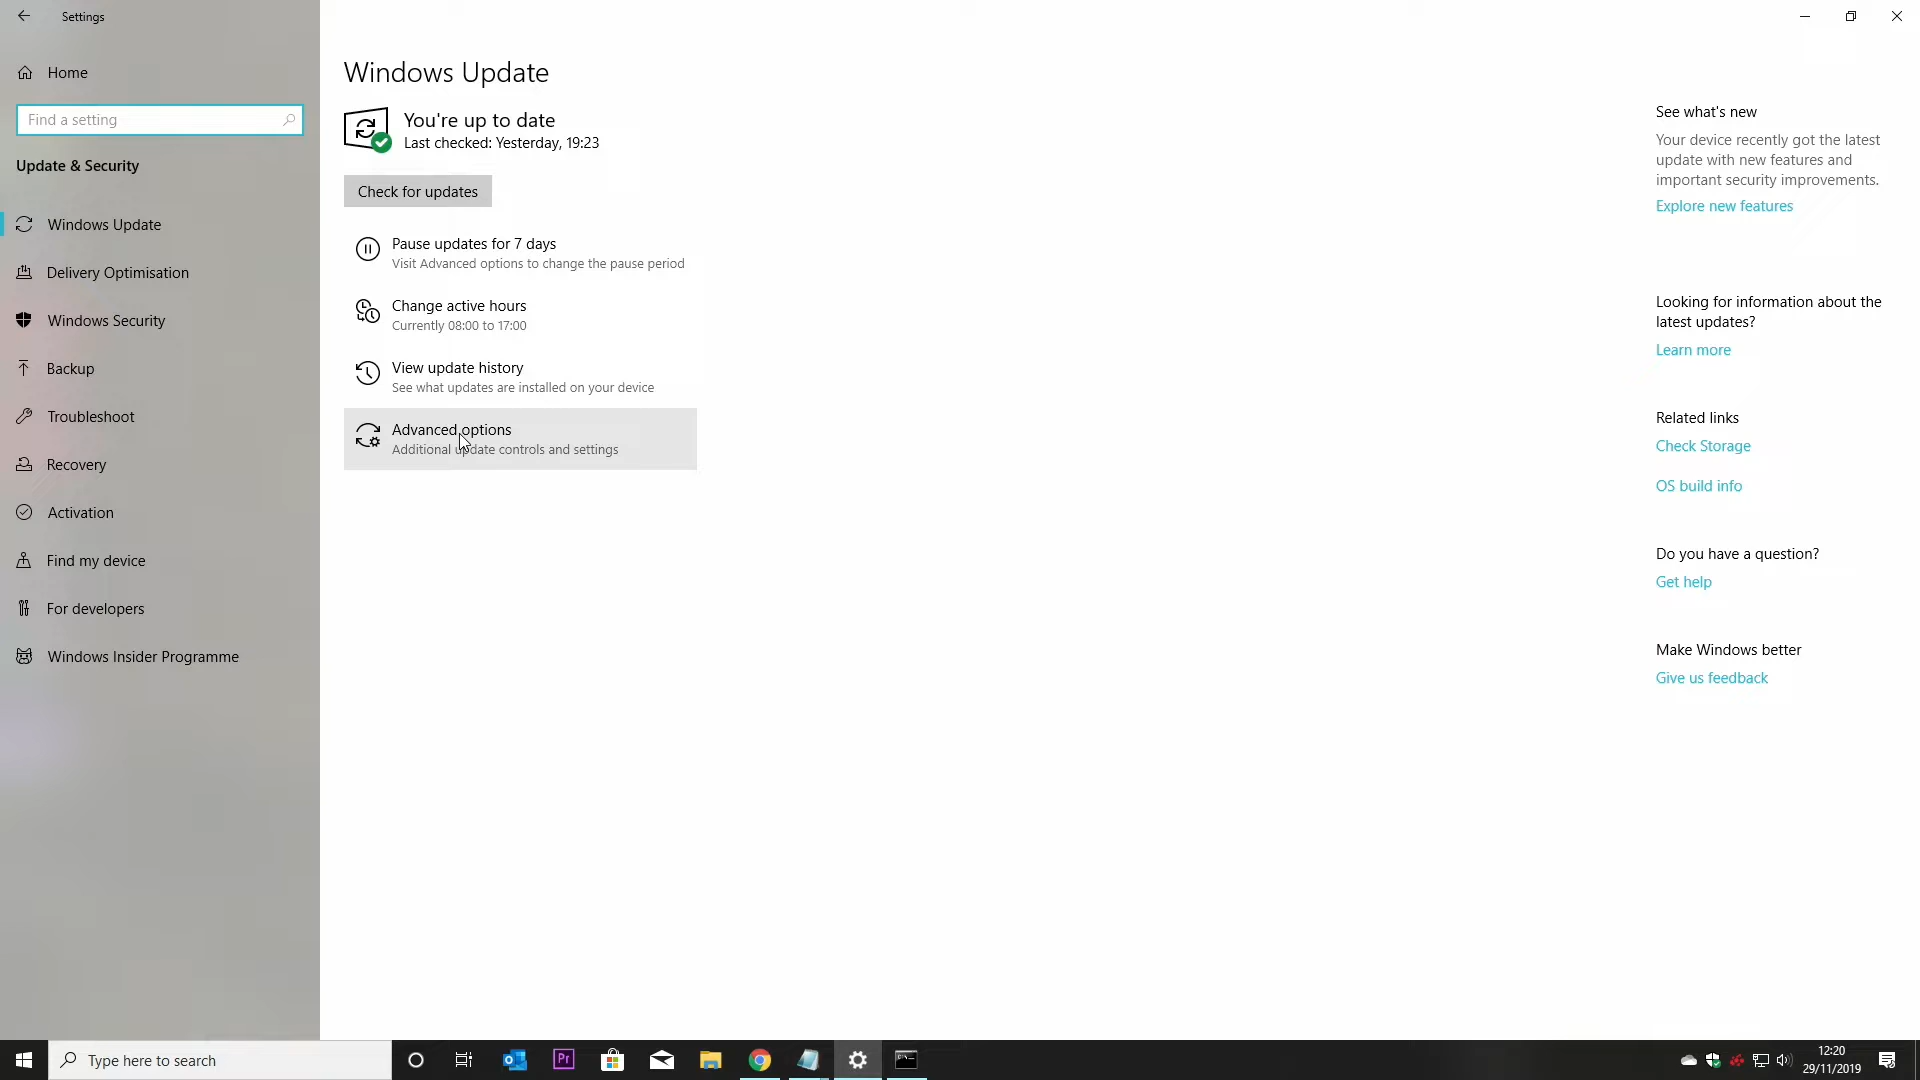 Settings
Home
Find a setting
Update & Security
Windows Update
Delivery Optimisation
Windows Security
Backup
Troubleshoot
Recovery
Activation
Find my device
For developers
Windows Insider Programme
Windows Update
You're up to date
Last checked: Yesterday, 19:23
Check for updates
Pause updates for 7 days
Visit Advanced options to change the pause period
Change active hours
Currently 08:00 to 17:00
View update history
See what updates are installed on your device
Advanced options
Additional update controls and settings
See what's new
Your device recently got the latest
update with new features and
important security improvements.
Explore new features
Looking for information about the
latest updates?
Learn more
Related links
Check Storage
OS build info
Do you have a question?
Get help
Make Windows better
Give us feedback
Type here to search
Pr
12:20
29/11/2019